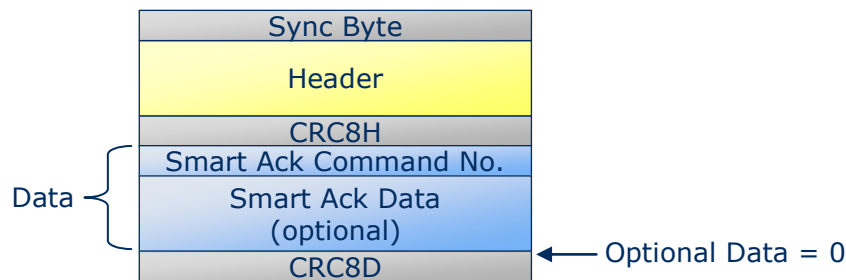 Sync Byte
Header
CRC8H
Smart Ack Command No.
Data
Smart Ack Data
(optional)
Optional Data = 0
CRC8D